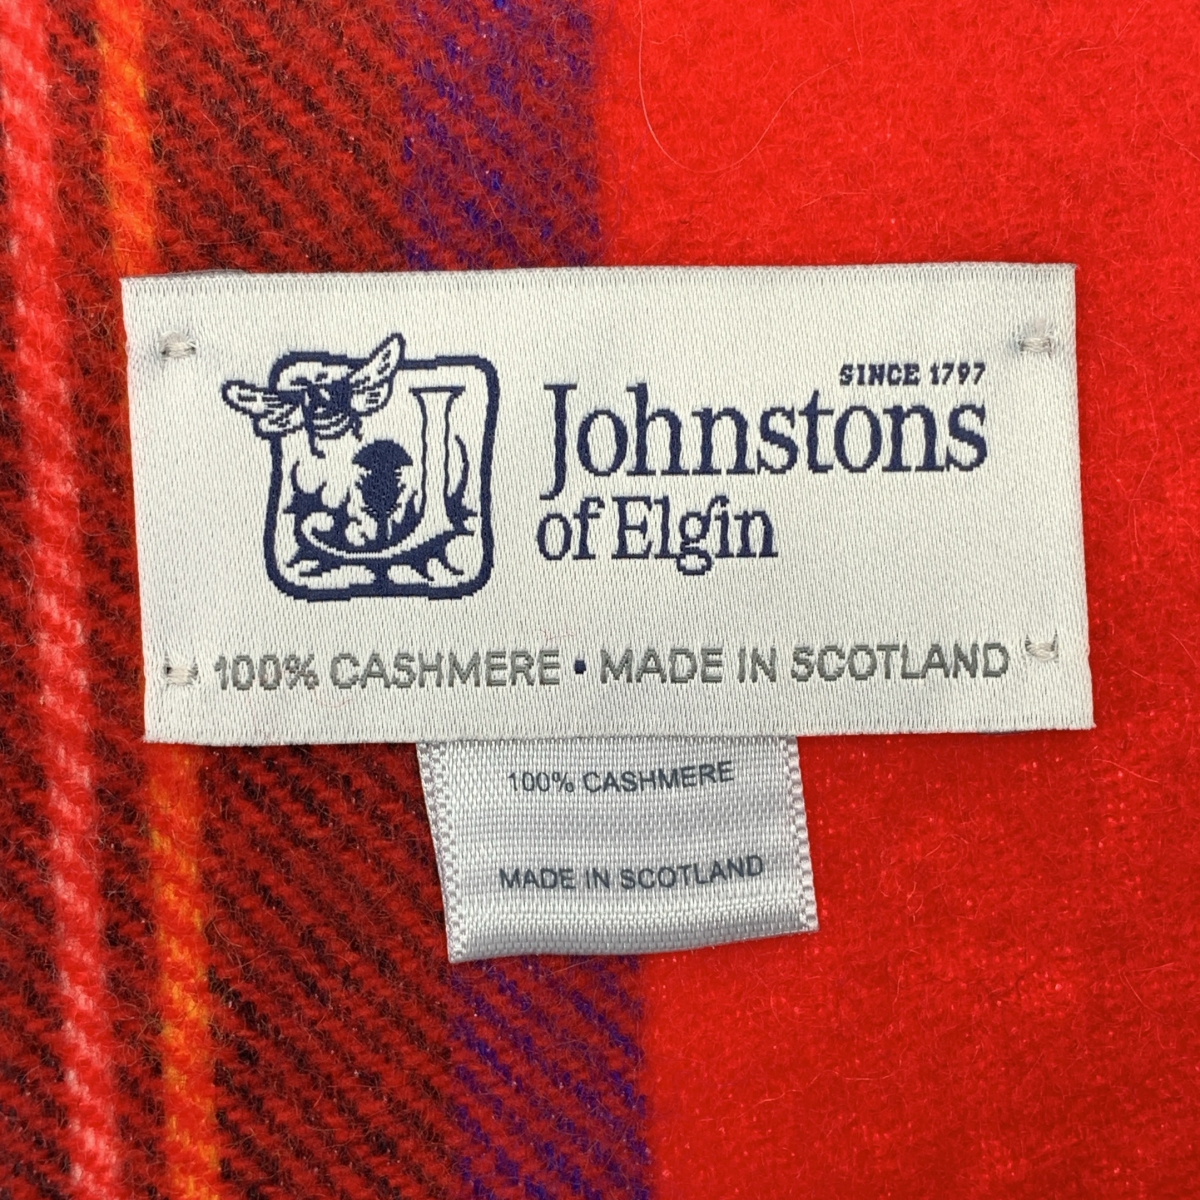 SINCE 1797
Johnstons
of Elgin
100% CASHMERE • MADE IN SCOTLAND
100% CASHMERE
MADE IN SCOTLAND